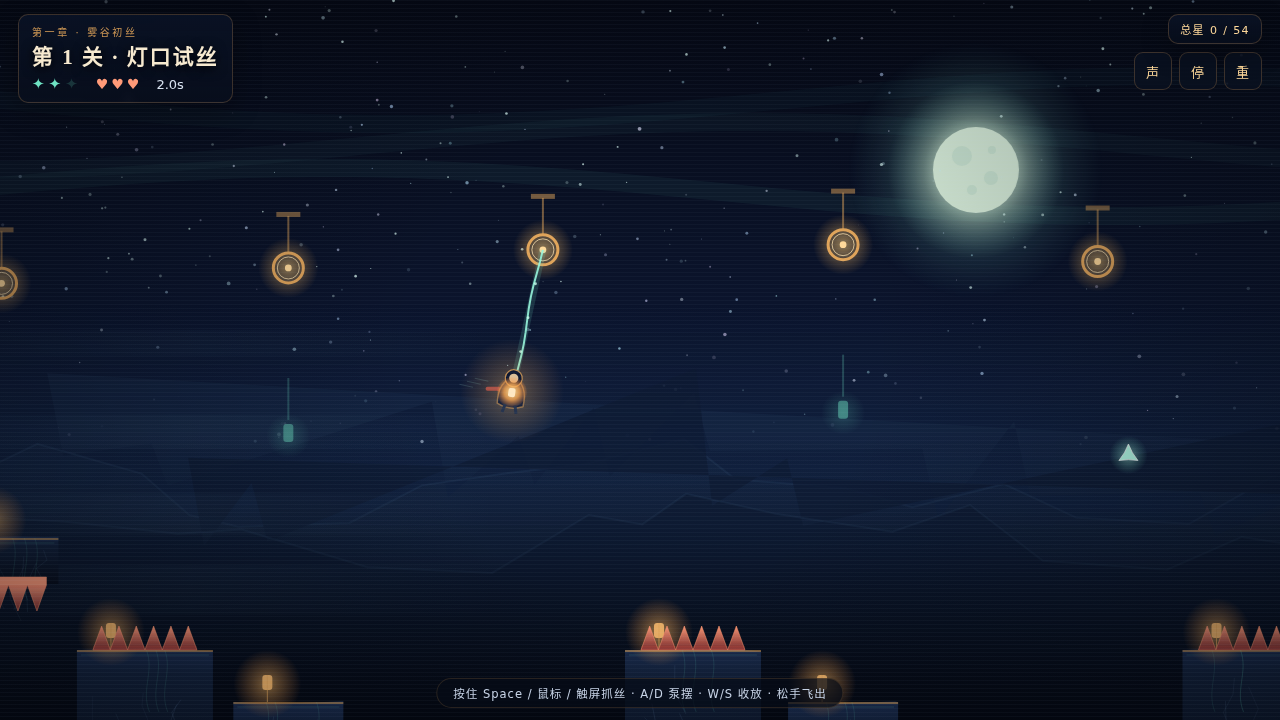 第一章 · 雾谷初丝
第 1 关 · 灯口试丝
2.0s
总星 0 / 54
声
停
重
按住 Space / 鼠标 / 触屏抓丝 · A/D 泵摆 · W/S 收放 · 松手飞出